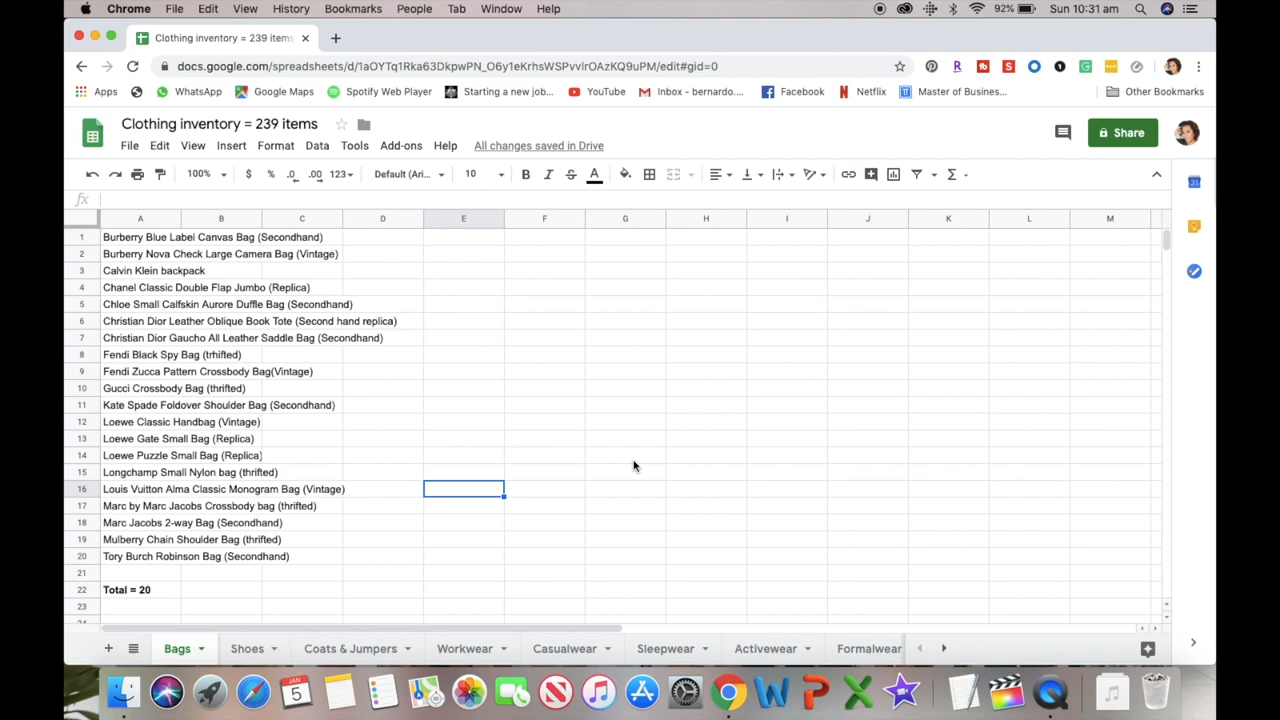 Chrome File Edit View History Bookmarks People Tab Window Help 92% Sun 10:31 am
Clothing inventory = 239 items
docs.google.com/spreadsheets/d/1aOYTq1Rka63DkpwPN_O6y1eKrhsWSPvvlrOAzKQ9uPM/edit#gid=0
Apps WhatsApp Google Maps Spotify Web Player Starting a new job... YouTube Inbox - bernardo.... Facebook Netflix Master of Busines... Other Bookmarks
Clothing inventory = 239 items
File Edit View Insert Format Data Tools Add-ons Help All changes saved in Drive
Share
100% $ % .0 .00 123 Default (Ari... 10 B I S A
fx
A B C D E F G H I J K L M
1 Burberry Blue Label Canvas Bag (Secondhand)
2 Burberry Nova Check Large Camera Bag (Vintage)
3 Calvin Klein backpack
4 Chanel Classic Double Flap Jumbo (Replica)
5 Chloe Small Calfskin Aurore Duffle Bag (Secondhand)
6 Christian Dior Leather Oblique Book Tote (Second hand replica)
7 Christian Dior Gaucho All Leather Saddle Bag (Secondhand)
8 Fendi Black Spy Bag (trhifted)
9 Fendi Zucca Pattern Crossbody Bag(Vintage)
10 Gucci Crossbody Bag (thrifted)
11 Kate Spade Foldover Shoulder Bag (Secondhand)
12 Loewe Classic Handbag (Vintage)
13 Loewe Gate Small Bag (Replica)
14 Loewe Puzzle Small Bag (Replica)
15 Longchamp Small Nylon bag (thrifted)
16 Louis Vuitton Alma Classic Monogram Bag (Vintage)
17 Marc by Marc Jacobs Crossbody bag (thrifted)
18 Marc Jacobs 2-way Bag (Secondhand)
19 Mulberry Chain Shoulder Bag (thrifted)
20 Tory Burch Robinson Bag (Secondhand)
21
22 Total = 20
23
Bags Shoes Coats & Jumpers Workwear Casualwear Sleepwear Activewear Formalwear
JAN
5